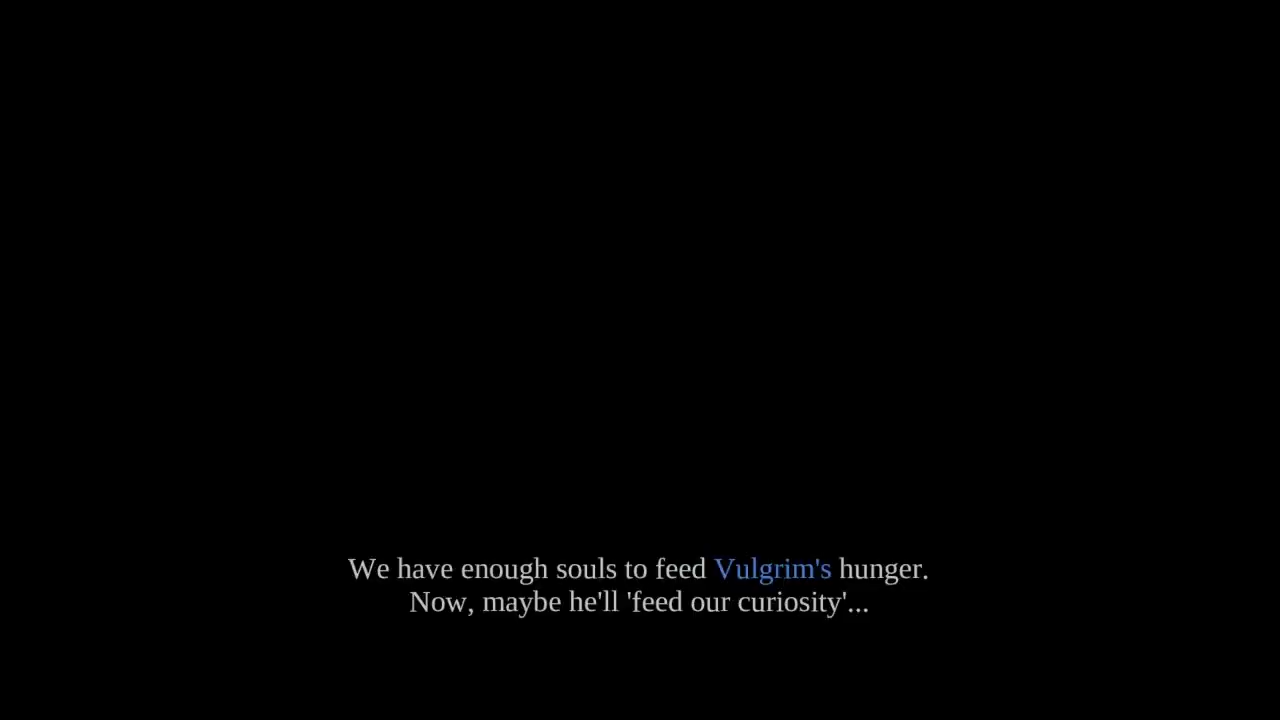 We have enough souls to feed Vulgrim's hunger.
Now, maybe he'll 'feed our curiosity'...